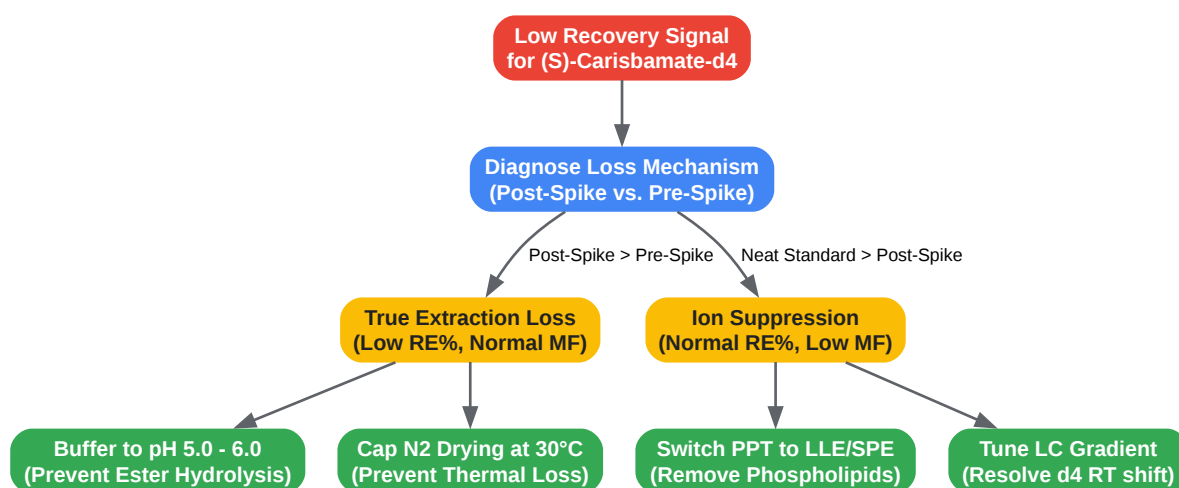 Low Recovery Signal
for (S)-Carisbamate-d4
Diagnose Loss Mechanism
(Post-Spike vs. Pre-Spike)
Post-Spike > Pre-Spike
Neat Standard > Post-Spike
True Extraction Loss
(Low RE%, Normal MF)
Ion Suppression
(Normal RE%, Low MF)
Buffer to pH 5.0 - 6.0
(Prevent Ester Hydrolysis)
Cap N2 Drying at 30°C
(Prevent Thermal Loss)
Switch PPT to LLE/SPE
(Remove Phospholipids)
Tune LC Gradient
(Resolve d4 RT shift)